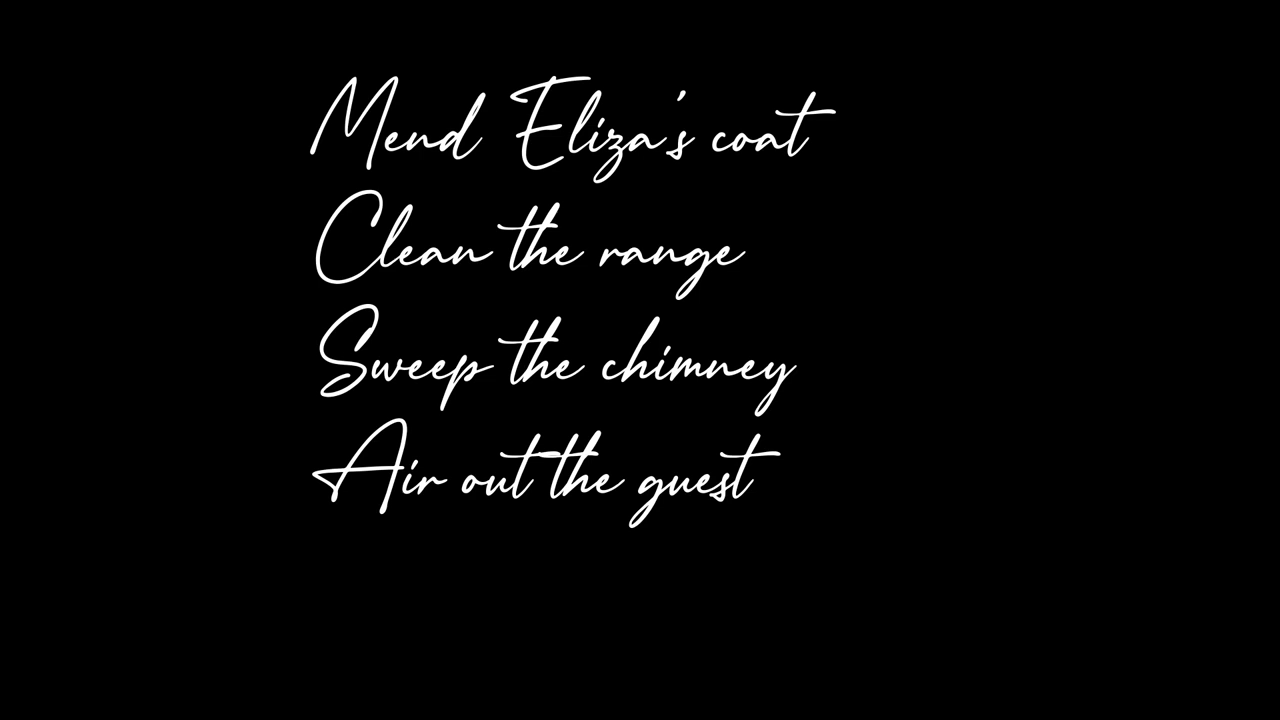 Mend Eliza's coat
Clean the range
Sweep the chimney
Air out the guest